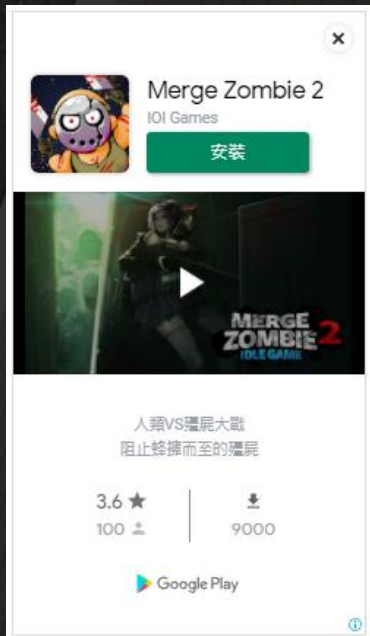 Merge Zombie 2
IOI Games
安裝
MERGE
ZOMBIE 2
IDLE GAME
人類VS殭屍大戰
阻止蜂擁而至的殭屍
3.6 ★
100
9000
Google Play